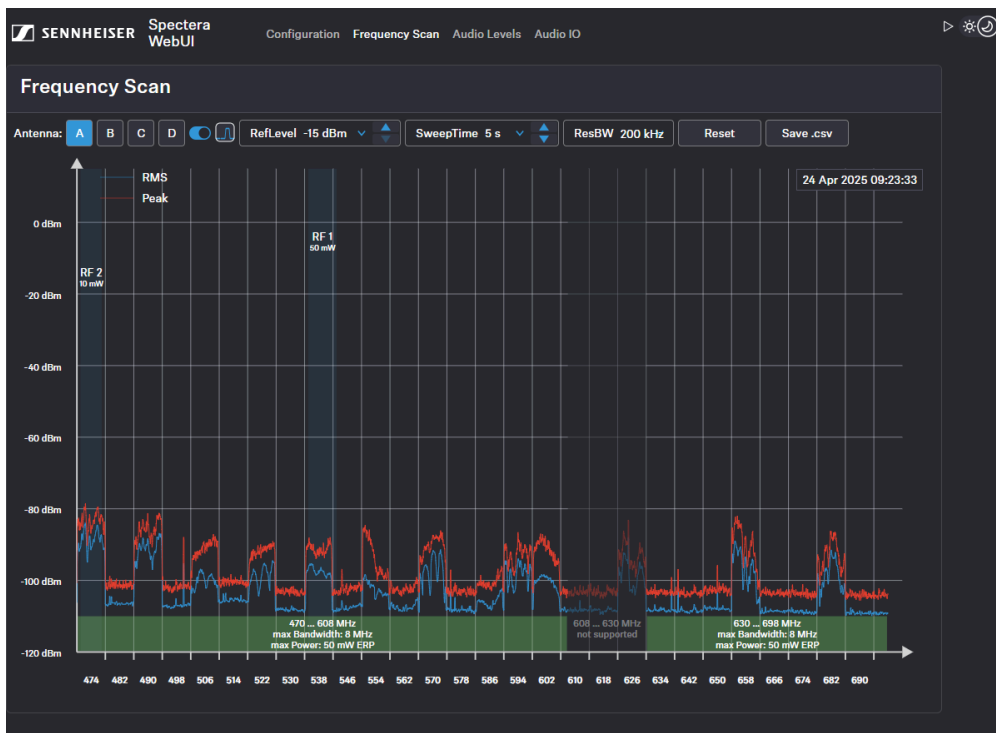 SENNHEISER
Spectera
WebUI
Configuration Frequency Scan Audio Levels Audio IO
Frequency Scan
Antenna: A B C D RefLevel -15 dBm SweepTime 5 s ResBW 200 kHz Reset Save .csv
RMS
Peak
24 Apr 2025 09:23:33
0 dBm
RF 1
50 mW
RF 2
10 mW
-20 dBm
-40 dBm
-60 dBm
-80 dBm
-100 dBm
470 ... 608 MHz
max Bandwidth: 8 MHz
max Power: 50 mW ERP
608 ... 630 MHz
not supported
630 ... 698 MHz
max Bandwidth: 8 MHz
max Power: 50 mW ERP
-120 dBm
474 482 490 498 506 514 522 530 538 546 554 562 570 578 586 594 602 610 618 626 634 642 650 658 666 674 682 690